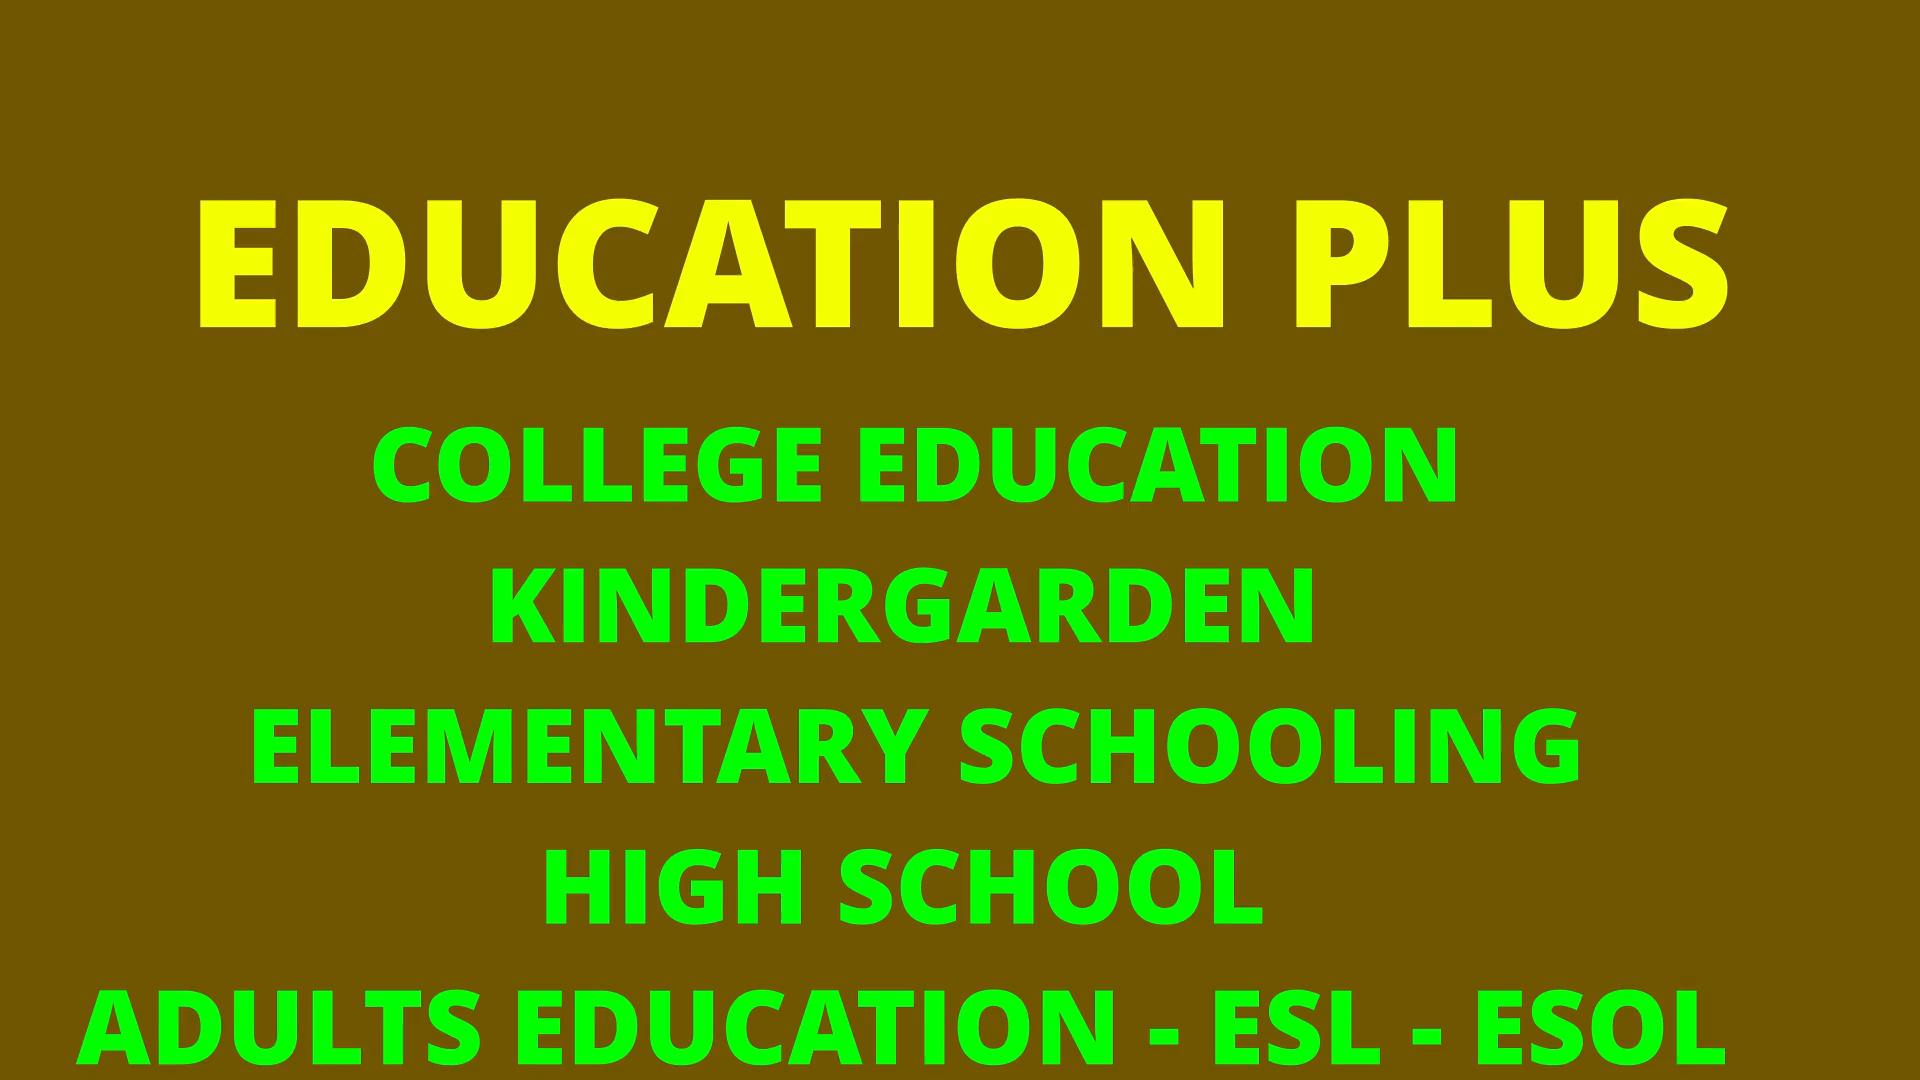 EDUCATION PLUS
COLLEGE EDUCATION
KINDERGARDEN
ELEMENTARY SCHOOLING
HIGH SCHOOL
ADULTS EDUCATION - ESL - ESOL